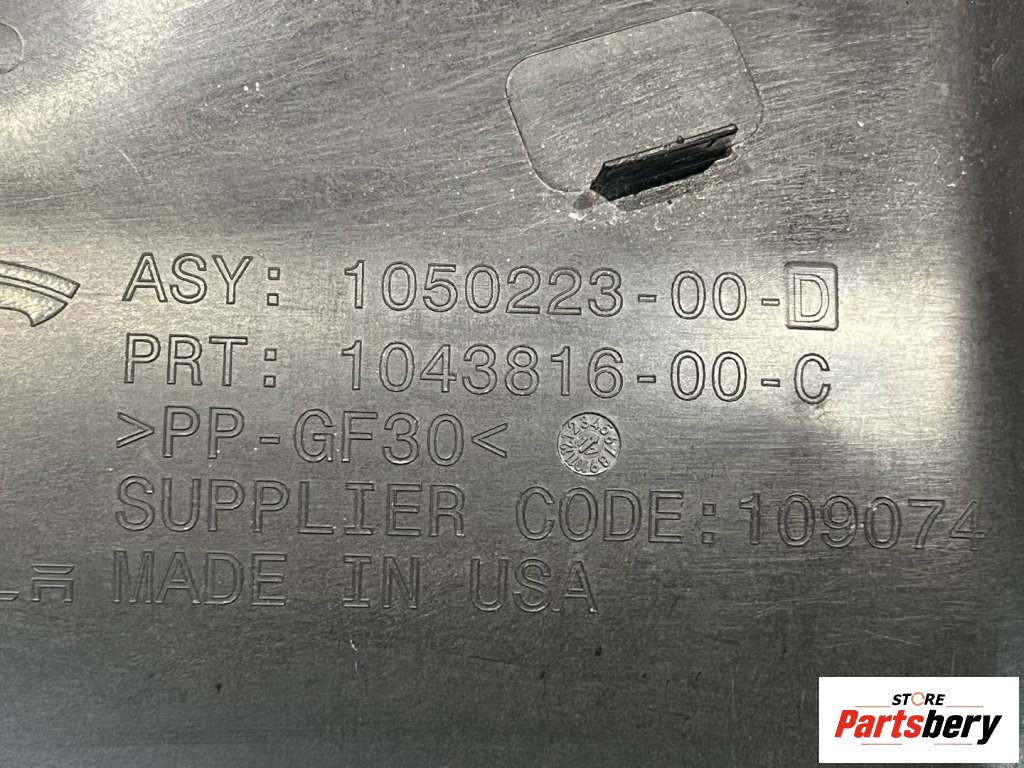 ASY: 1050223-00-D
PRT: 1043816-00-C
>PP-GF30<
SUPPLIER CODE:109074
MADE IN USA
STORE
Partsbery